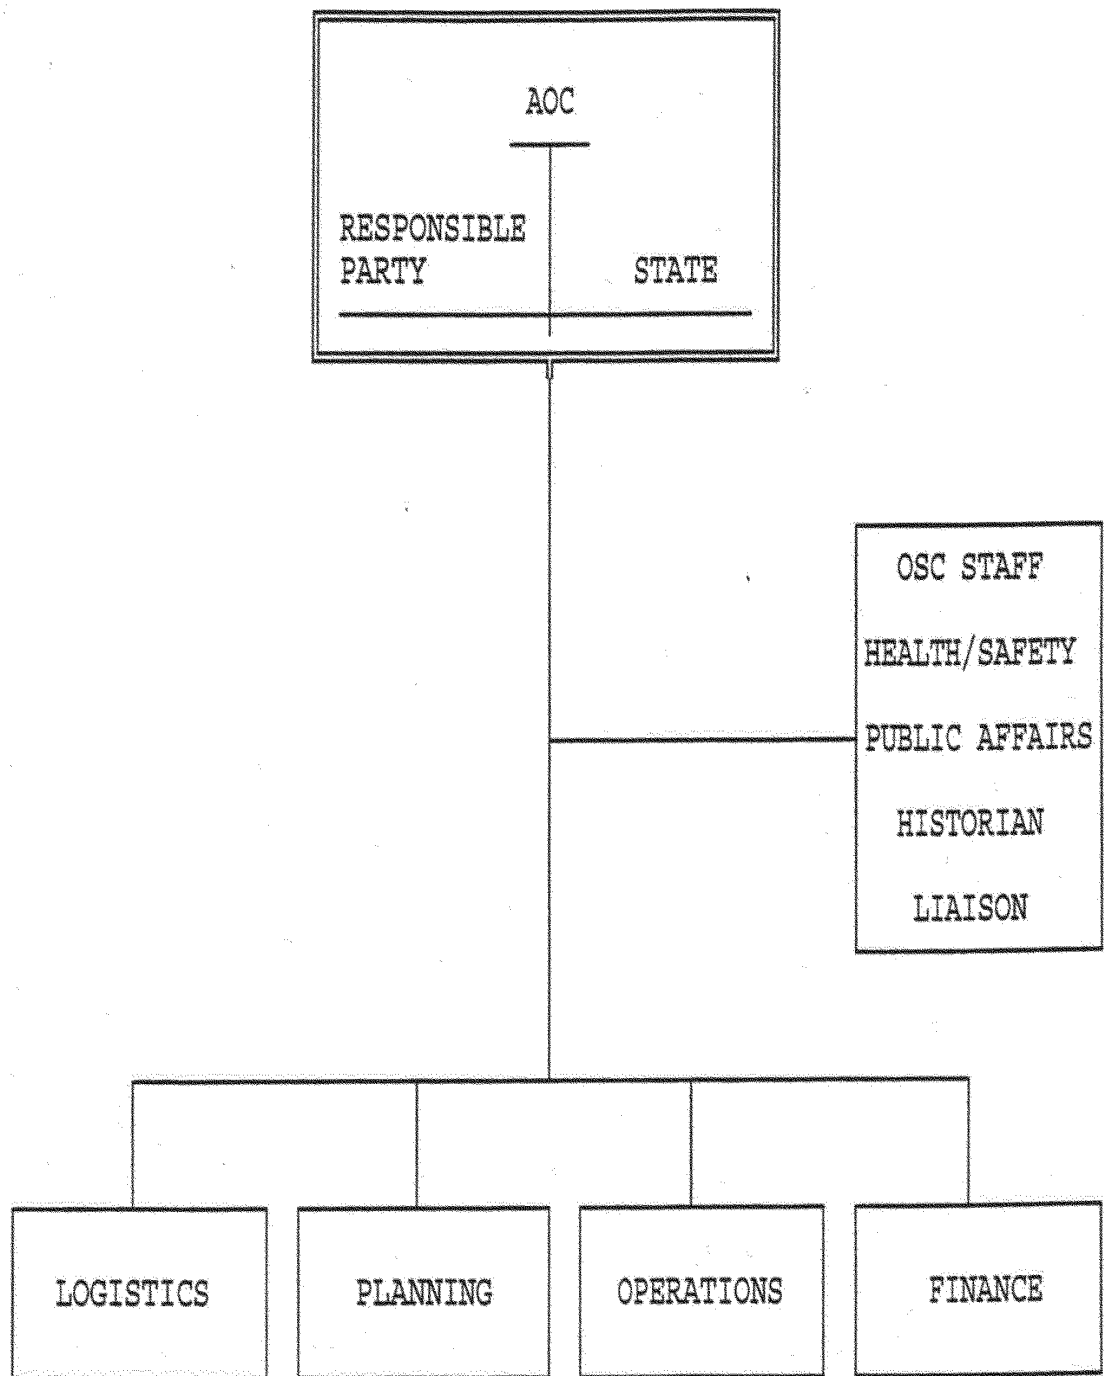 AOC
RESPONSIBLE
PARTY
STATE
OSC STAFF
HEALTH/SAFETY
PUBLIC AFFAIRS
HISTORIAN
LIAISON
LOGISTICS
PLANNING
OPERATIONS
FINANCE